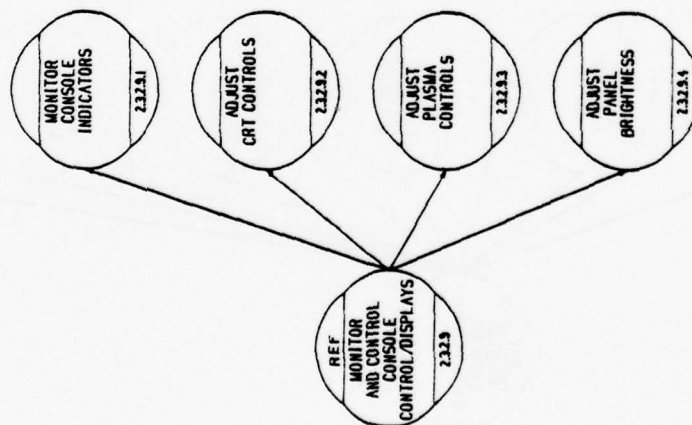 REF
MONITOR
AND CONTROL
CONSOLE
CONTROL/DISPLAYS
2.3.2.9
MONITOR
CONSOLE
INDICATORS
2.3.2.9.1
ADJUST
CRT CONTROLS
2.3.2.9.2
ADJUST
PLASMA
CONTROLS
2.3.2.9.3
ADJUST
PANEL
BRIGHTNESS
2.3.2.9.4